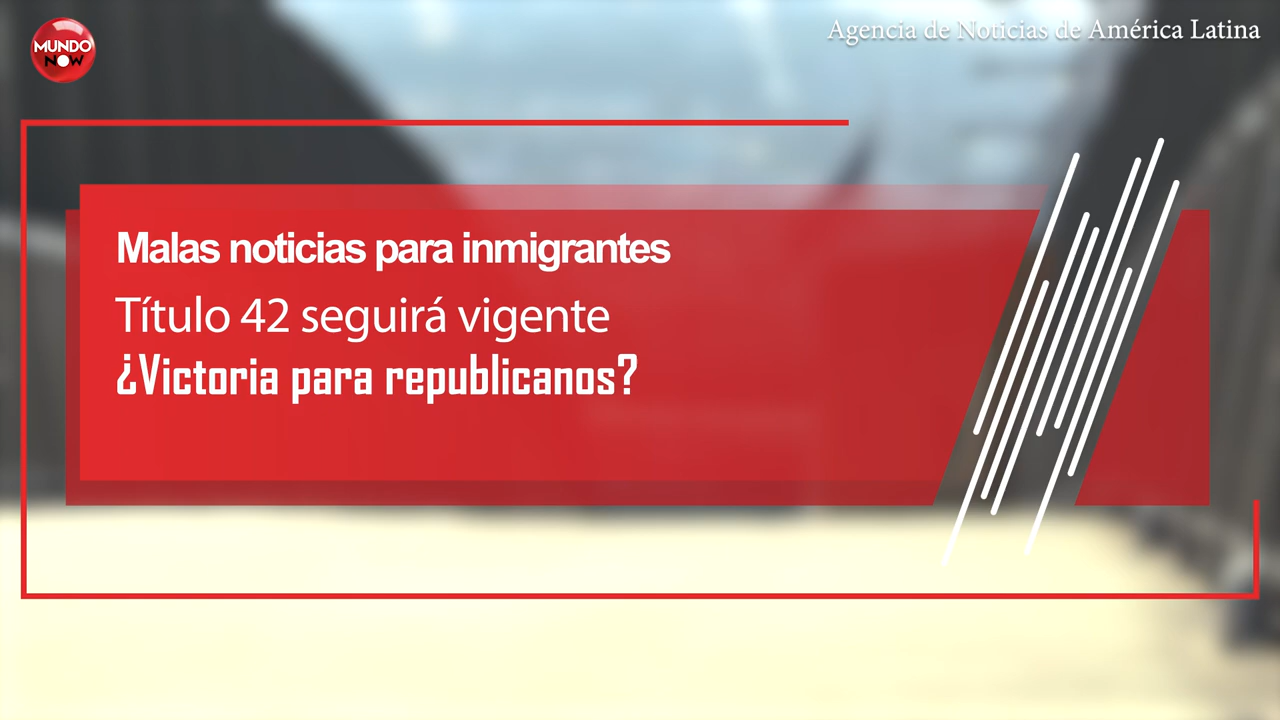 MUNDO
NOW
Agencia de Noticias de América Latina
Malas noticias para inmigrantes
Título 42 seguirá vigente
¿Victoria para republicanos?